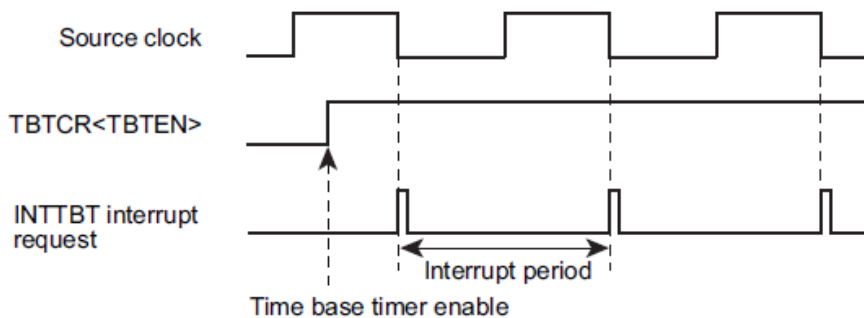 Source clock
TBTCR<TBTEN>
INTTBT interrupt
request
Interrupt period
Time base timer enable